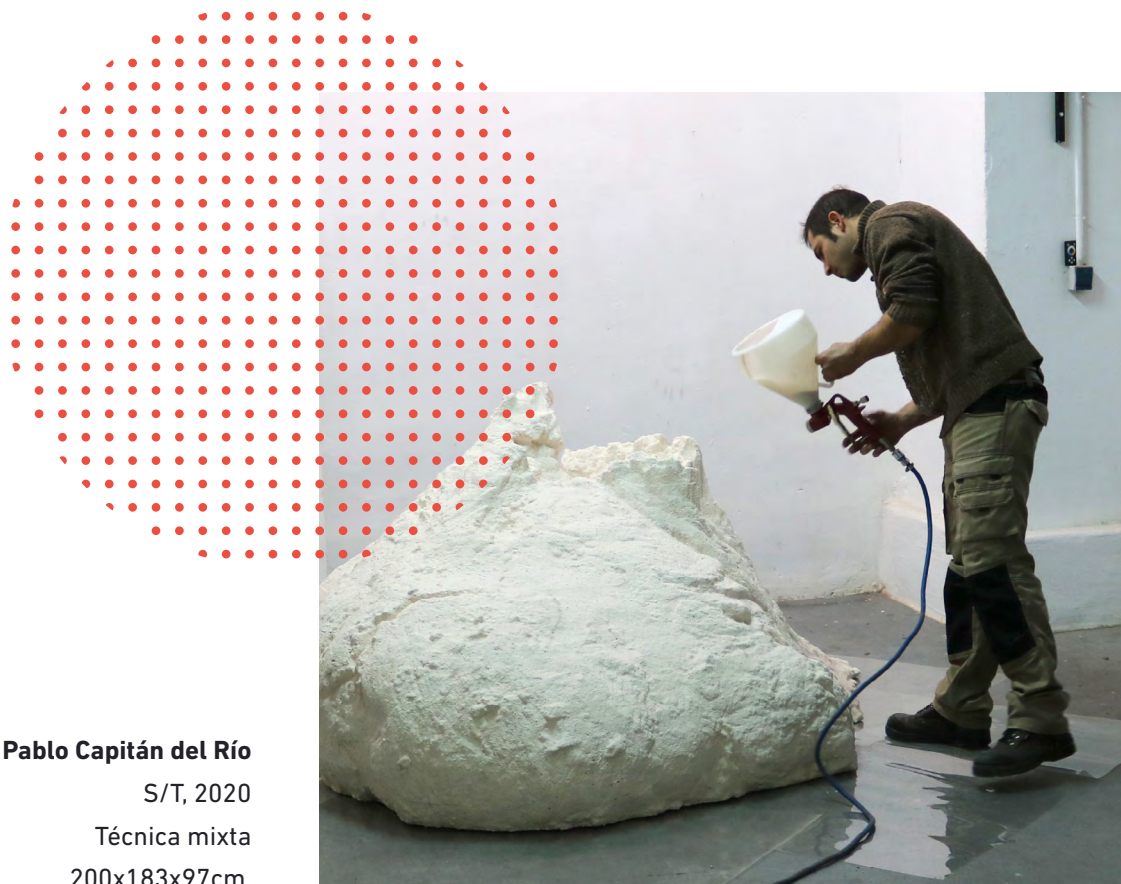 Pablo Capitán del Río
S/T, 2020
Técnica mixta
200x183x97cm.